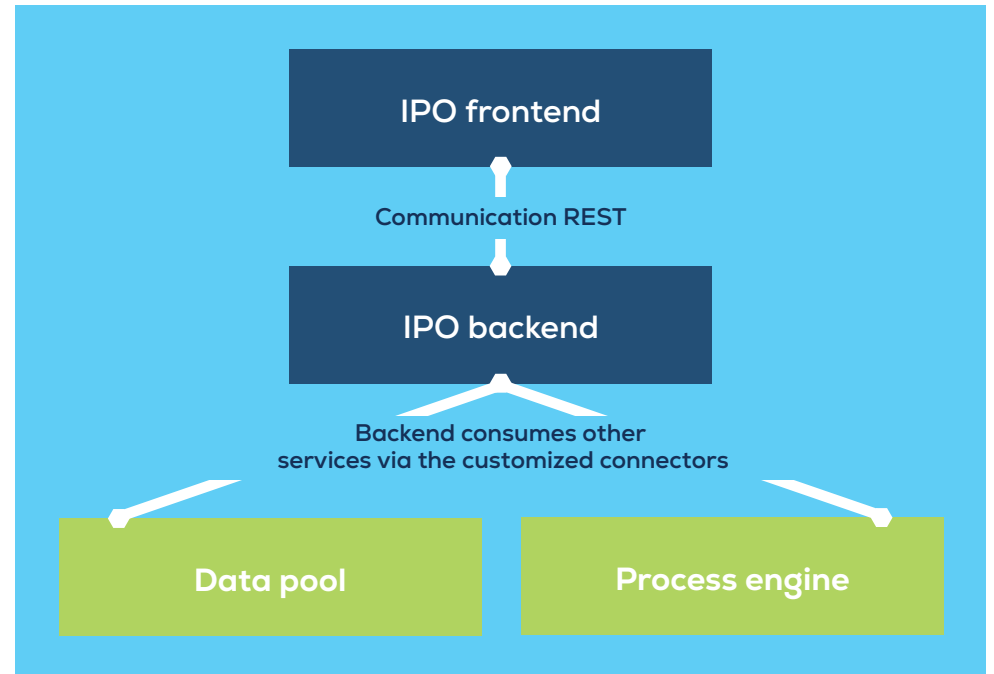 IPO frontend
Communication REST
IPO backend
Backend consumes other
services via the customized connectors
Data pool
Process engine